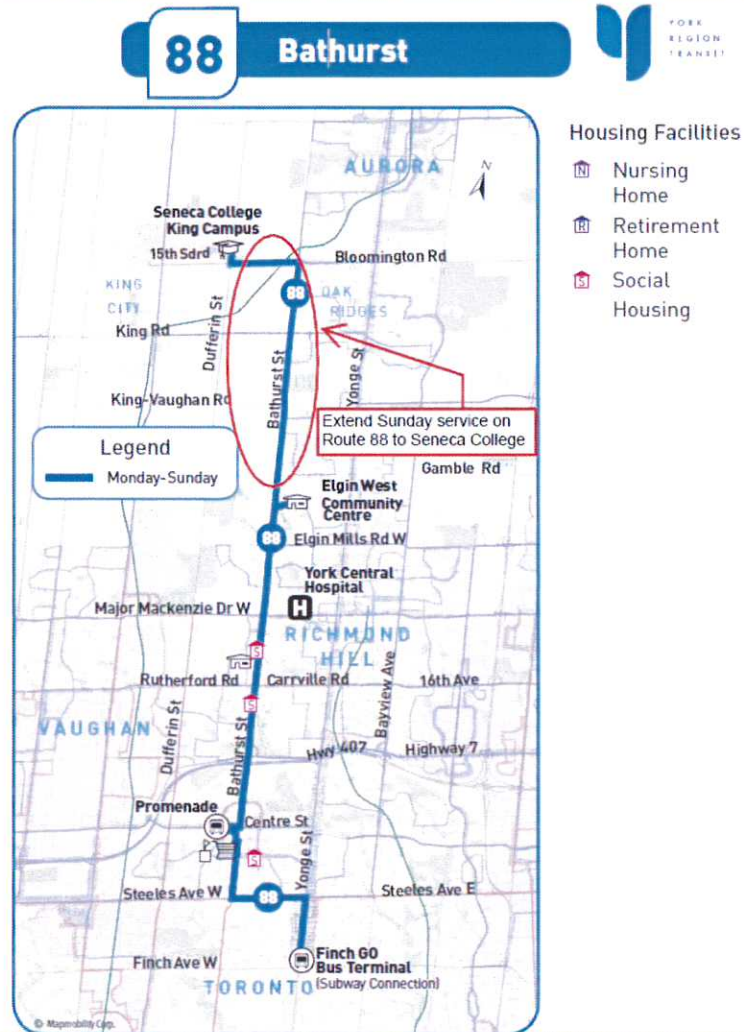 88 Bathurst
YORK
REGION
TRANSIT
Housing Facilities
N Nursing
Home
R Retirement
Home
S Social
Housing
AURORA
N
Seneca College
King Campus
15th Sdrd
Bloomington Rd
KING
CITY
88
OAK
RIDGES
King Rd
Dufferin St
Bathurst St
Yonge St
King-Vaughan Rd
Extend Sunday service on
Route 88 to Seneca College
Legend
Monday-Sunday
Gamble Rd
Elgin West
Community
Centre
88
Elgin Mills Rd W
York Central
Hospital
H
Major Mackenzie Dr W
RICHMOND
HILL
S
Rutherford Rd
Carrville Rd
16th Ave
S
Bayview Ave
VAUGHAN
Dufferin St
Bathurst St
Hwy 407
Highway 7
Promenade
Centre St
S
Yonge St
Steeles Ave W
88
Steeles Ave E
Finch Ave W
Finch GO
Bus Terminal
(Subway Connection)
TORONTO
© Mapmobility Corp.